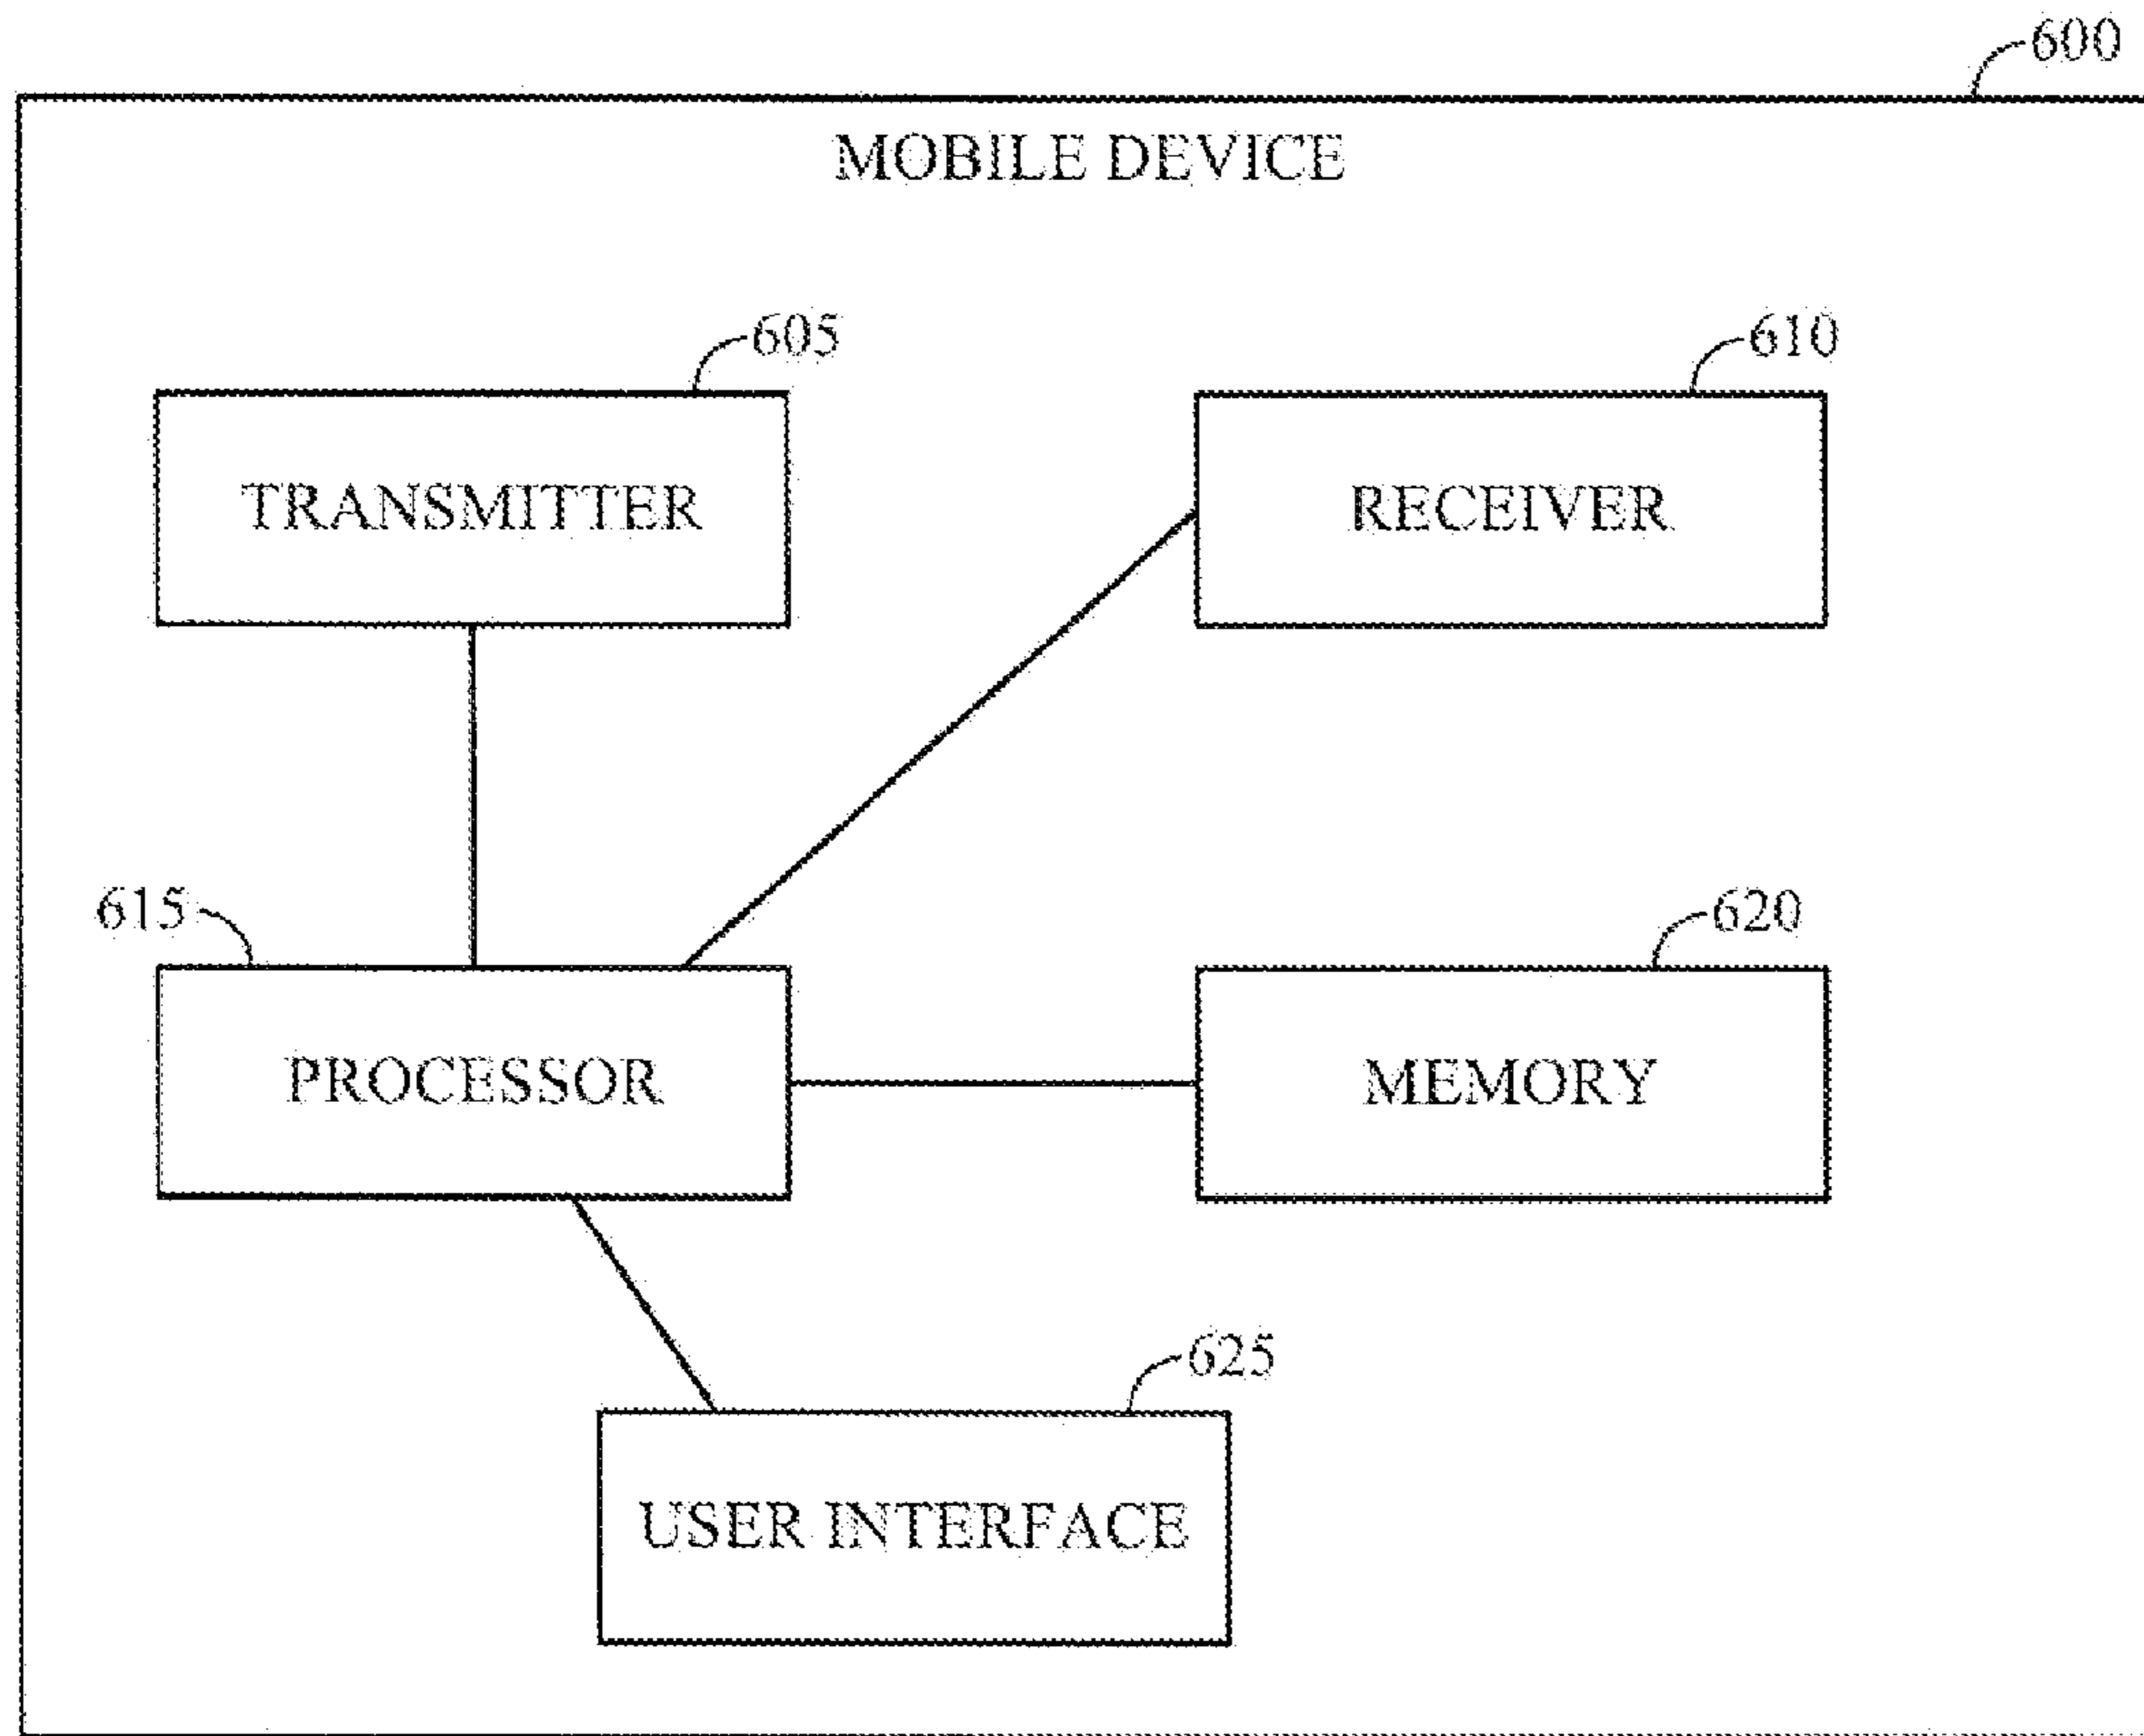 600
MOBILE DEVICE
605
610
TRANSMITTER
RECEIVER
615
620
PROCESSOR
MEMORY
625
USER INTERFACE